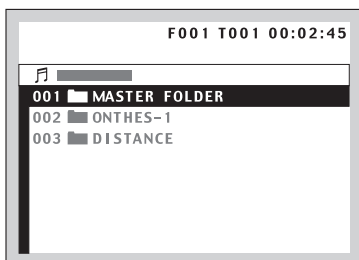 F001 T001 00:02:45
001 MASTER FOLDER
002 ONTHES-1
003 DISTANCE